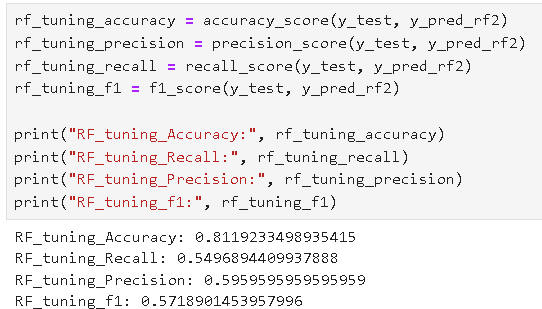 rf_tuning_accuracy = accuracy_score(y_test, y_pred_rf2)
rf_tuning_precision = precision_score(y_test, y_pred_rf2)
rf_tuning_recall = recall_score(y_test, y_pred_rf2)
rf_tuning_f1 = f1_score(y_test, y_pred_rf2)
print("RF_tuning_Accuracy:", rf_tuning_accuracy)
print("RF_tuning_Recall:", rf_tuning_recall)
print("RF_tuning_Precision:", rf_tuning_precision)
print("RF_tuning_f1:", rf_tuning_f1)
RF_tuning_Accuracy: 0.8119233498935415
RF_tuning_Recall: 0.5496894409937888
RF_tuning_Precision: 0.5959595959595959
RF_tuning_f1: 0.5718901453957996